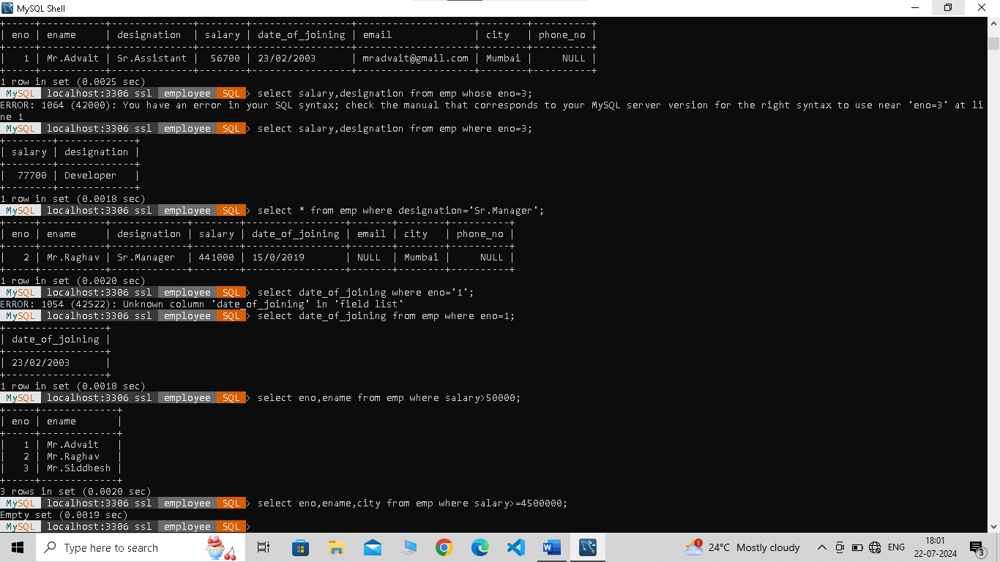 MySQL Shell
+-----+-----------+--------------+--------+-----------------+--------------------+--------+----------+
| eno | ename     | designation  | salary | date_of_joining | email              | city   | phone_no |
+-----+-----------+--------------+--------+-----------------+--------------------+--------+----------+
|   1 | Mr.Advait | Sr.Assistant |  56700 | 23/02/2003      | mradvait@gmail.com | Mumbai |     NULL |
+-----+-----------+--------------+--------+-----------------+--------------------+--------+----------+
1 row in set (0.0025 sec)
MySQL localhost:3306 ssl employee SQL > select salary,designation from emp whose eno=3;
ERROR: 1064 (42000): You have an error in your SQL syntax; check the manual that corresponds to your MySQL server version for the right syntax to use near 'eno=3' at li
ne 1
MySQL localhost:3306 ssl employee SQL > select salary,designation from emp where eno=3;
+--------+-------------+
| salary | designation |
+--------+-------------+
|  77700 | Developer   |
+--------+-------------+
1 row in set (0.0018 sec)
MySQL localhost:3306 ssl employee SQL > select * from emp where designation='Sr.Manager';
+-----+-----------+-------------+--------+-----------------+-------+--------+----------+
| eno | ename     | designation | salary | date_of_joining | email | city   | phone_no |
+-----+-----------+-------------+--------+-----------------+-------+--------+----------+
|   2 | Mr.Raghav | Sr.Manager  | 441000 | 15/0/2019       | NULL  | Mumbai |     NULL |
+-----+-----------+-------------+--------+-----------------+-------+--------+----------+
1 row in set (0.0020 sec)
MySQL localhost:3306 ssl employee SQL > select date_of_joining where eno='1';
ERROR: 1054 (42S22): Unknown column 'date_of_joining' in 'field list'
MySQL localhost:3306 ssl employee SQL > select date_of_joining from emp where eno=1;
+-----------------+
| date_of_joining |
+-----------------+
| 23/02/2003      |
+-----------------+
1 row in set (0.0018 sec)
MySQL localhost:3306 ssl employee SQL > select eno,ename from emp where salary>50000;
+-----+-------------+
| eno | ename       |
+-----+-------------+
|   1 | Mr.Advait   |
|   2 | Mr.Raghav   |
|   3 | Mr.Siddhesh |
+-----+-------------+
3 rows in set (0.0020 sec)
MySQL localhost:3306 ssl employee SQL > select eno,ename,city from emp where salary>=4500000;
Empty set (0.0019 sec)
MySQL localhost:3306 ssl employee SQL >
Type here to search
1
24°C Mostly cloudy
ENG
18:01
22-07-2024
3